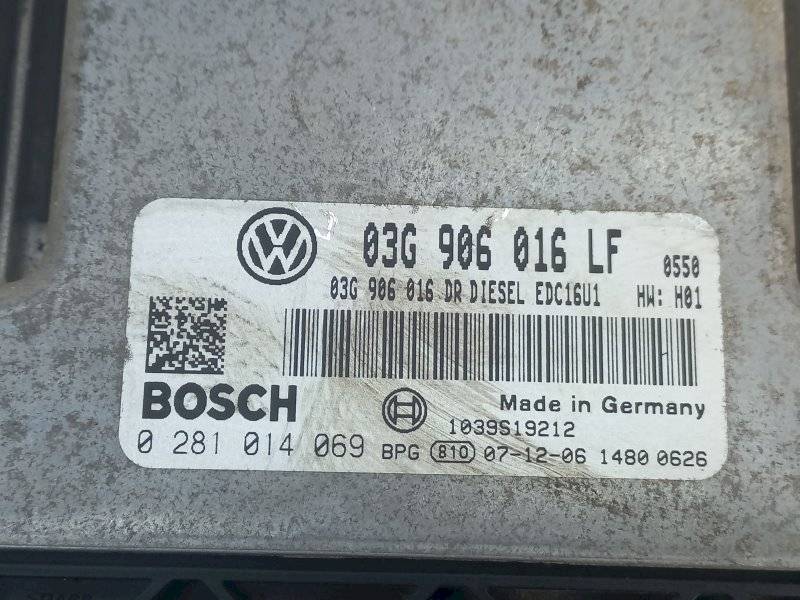 03G 906 016 LF 0550
03G 906 016 DR DIESEL EDC16U1 HW: H01
BOSCH
Made in Germany
1039S19212
0 281 014 069 BPG 810 07-12-06 1480 0626